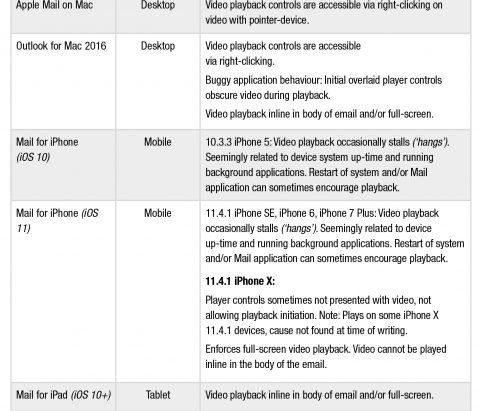 Apple Mail on Mac Desktop Video playback controls are accessible via right-clicking on
video with pointer-device.
Outlook for Mac 2016 Desktop Video playback controls are accessible
via right-clicking.
Buggy application behaviour: Initial overlaid player controls
obscure video during playback.
Video playback inline in body of email and/or full-screen.
Mail for iPhone Mobile 10.3.3 iPhone 5: Video playback occasionally stalls (‘hangs’).
(iOS 10) Seemingly related to device system up-time and running
background applications. Restart of system and/or Mail
application can sometimes encourage playback.
Mail for iPhone (iOS Mobile 11.4.1 iPhone SE, iPhone 6, iPhone 7 Plus: Video playback
11) occasionally stalls (‘hangs’). Seemingly related to device
up-time and running background applications. Restart of system
and/or Mail application can sometimes encourage playback.
11.4.1 iPhone X:
Player controls sometimes not presented with video, not
allowing playback initiation. Note: Plays on some iPhone X
11.4.1 devices, cause not found at time of writing.
Enforces full-screen video playback. Video cannot be played
inline in the body of the email.
Mail for iPad (iOS 10+) Tablet Video playback inline in body of email and/or full-screen.